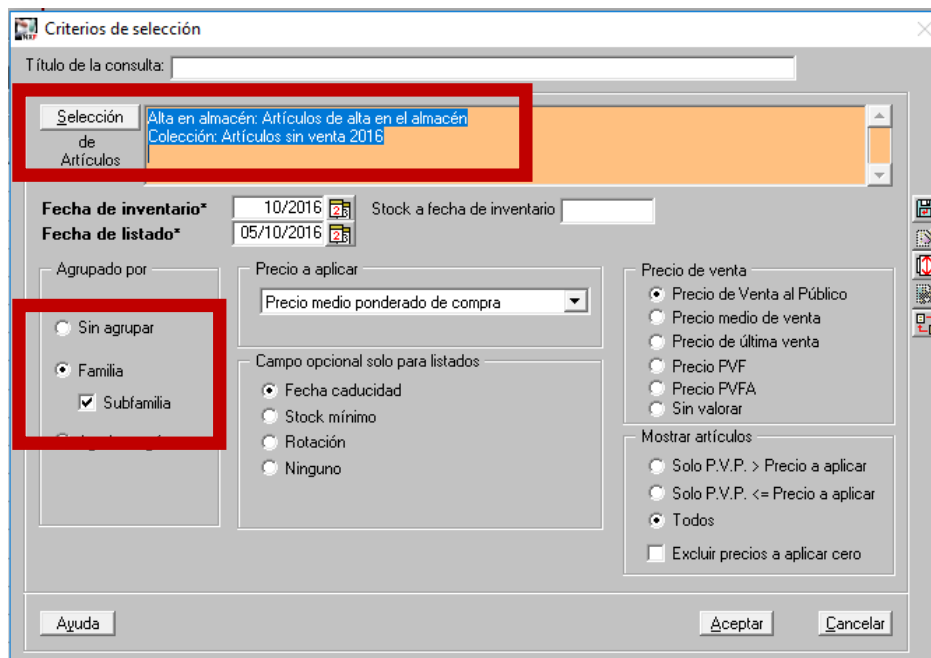 Criterios de selección
Título de la consulta:
Selección
de
Artículos
Alta en almacén: Artículos de alta en el almacén
Colección: Artículos sin venta 2016
Fecha de inventario* 10/2016 Stock a fecha de inventario
Fecha de listado* 05/10/2016
Agrupado por
Sin agrupar
Familia
Subfamilia
Precio a aplicar
Precio medio ponderado de compra
Campo opcional solo para listados
Fecha caducidad
Stock mínimo
Rotación
Ninguno
Precio de venta
Precio de Venta al Público
Precio medio de venta
Precio de última venta
Precio PVF
Precio PVFA
Sin valorar
Mostrar artículos
Solo P.V.P. > Precio a aplicar
Solo P.V.P. <= Precio a aplicar
Todos
Excluir precios a aplicar cero
Ayuda
Aceptar
Cancelar